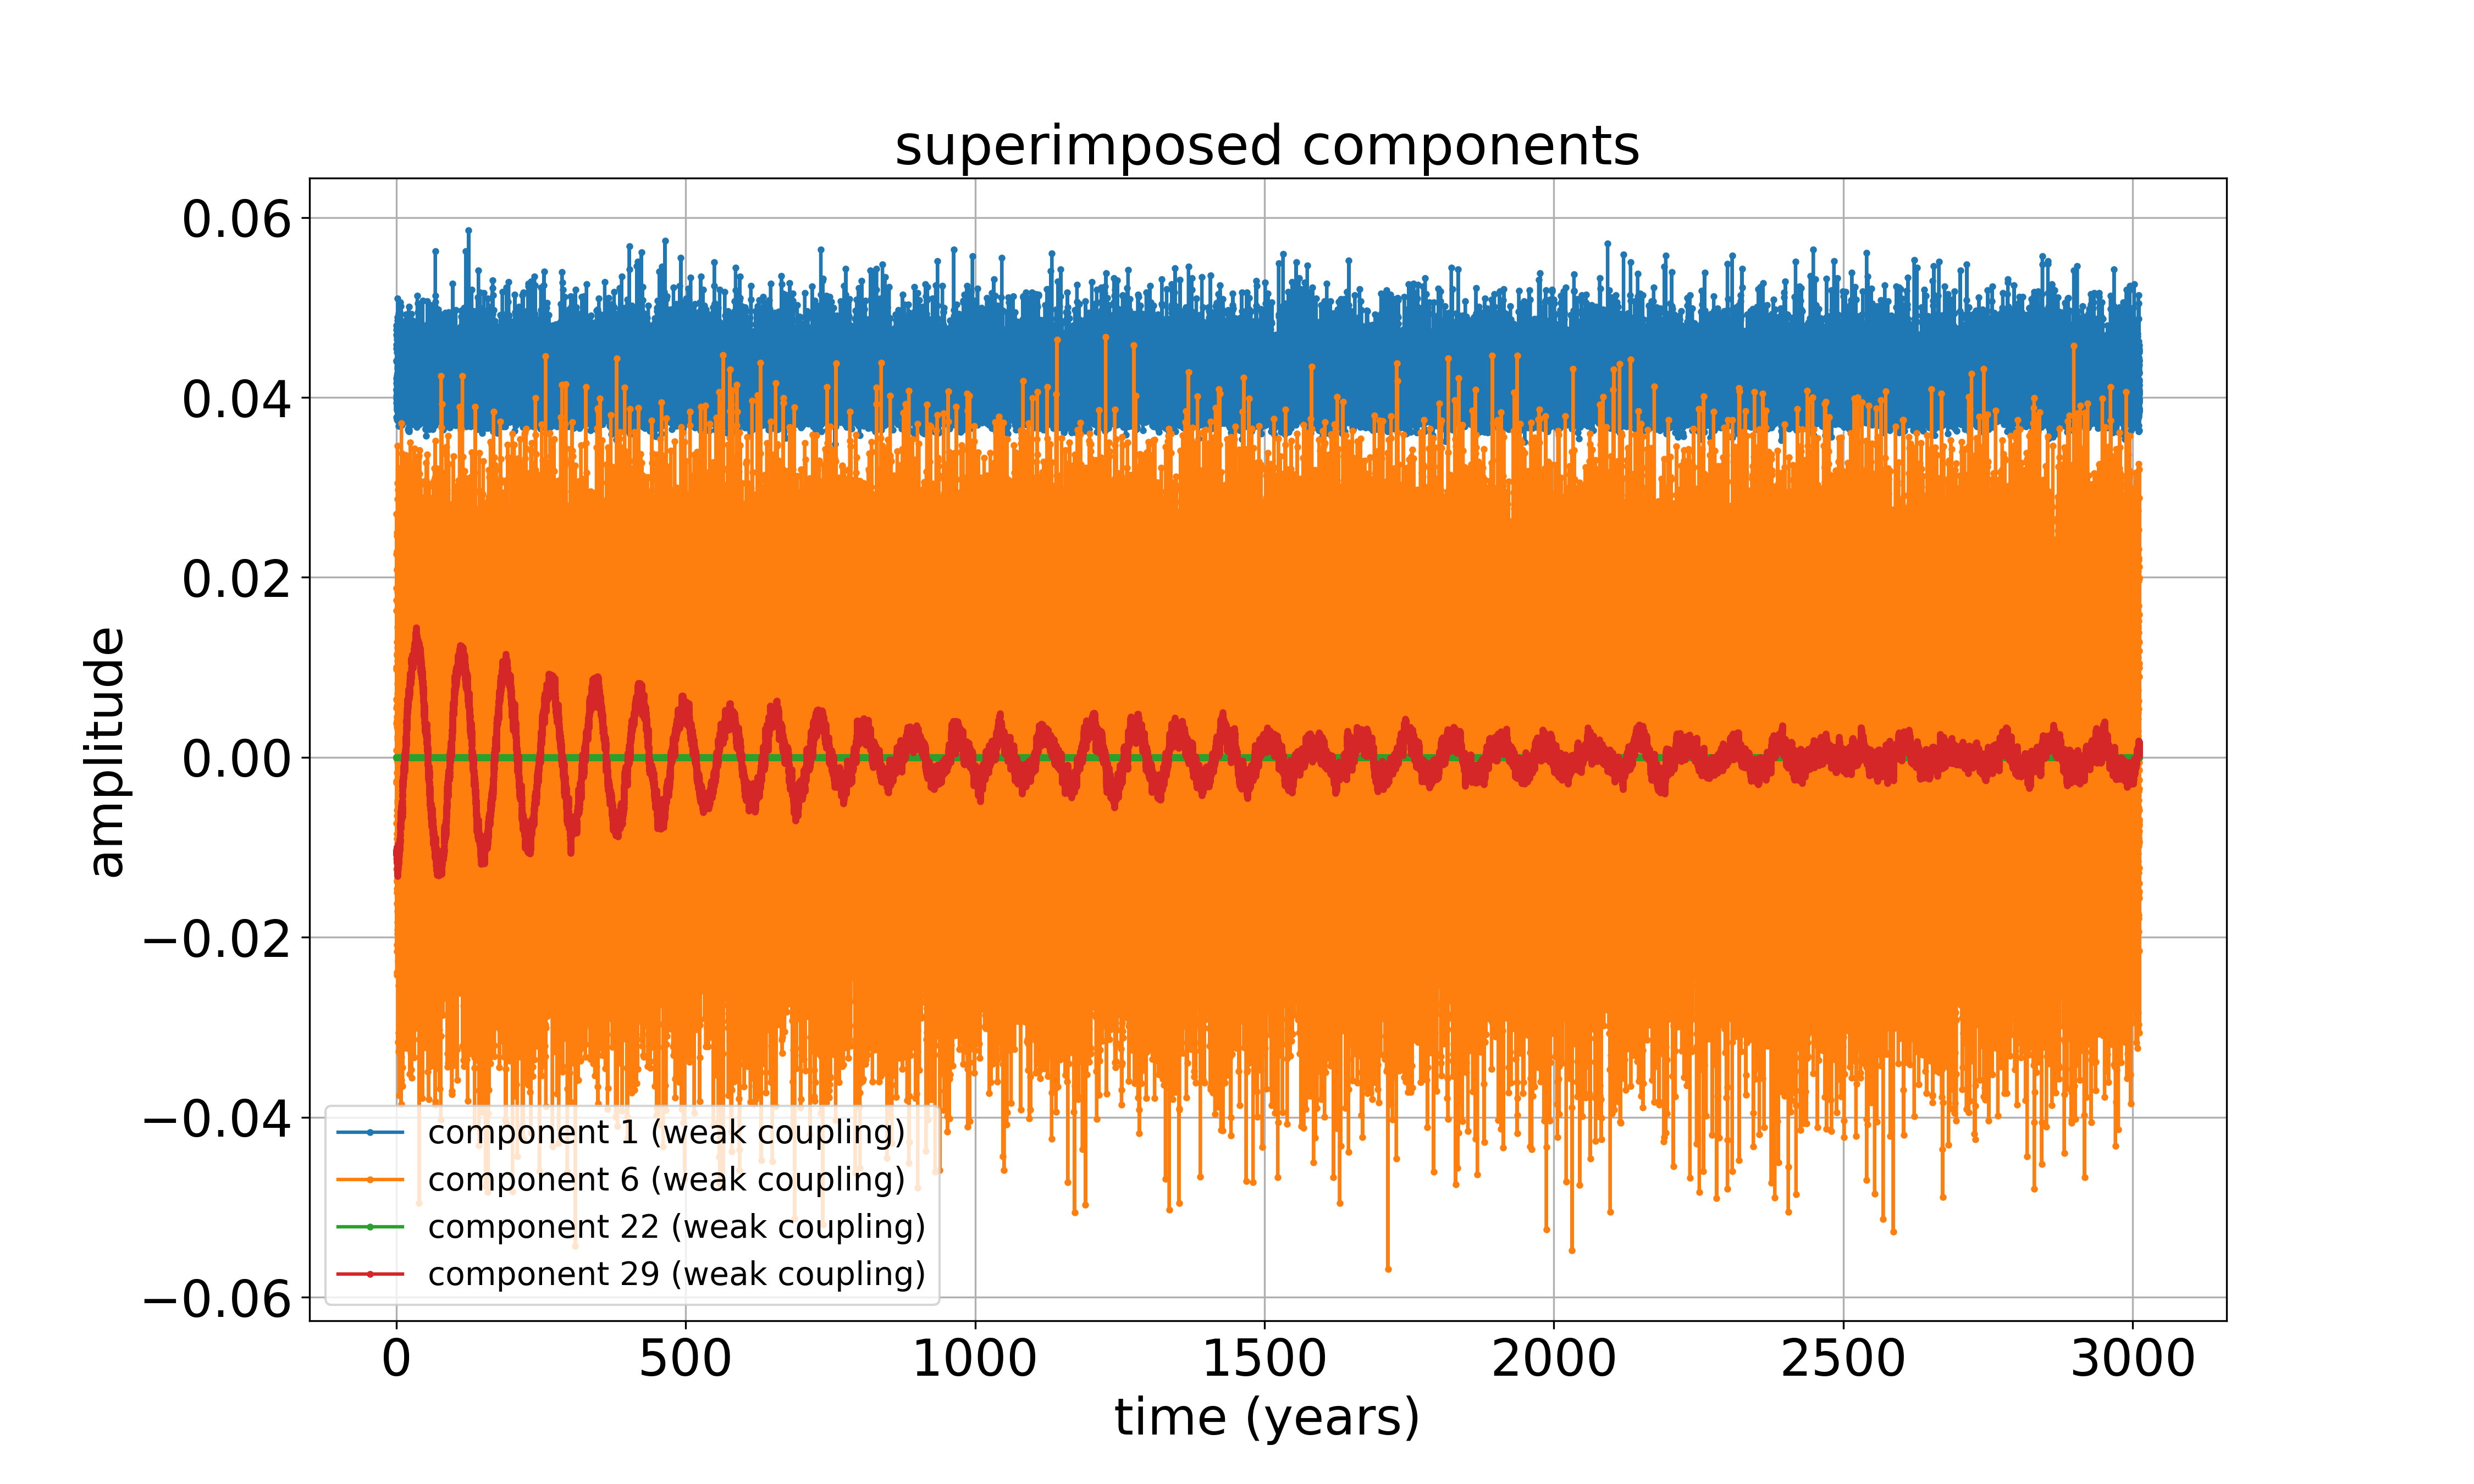 superimposed components
0.06
0.04
0.02
0.00
−0.02
−0.04
−0.06
amplitude
component 1 (weak coupling)
component 6 (weak coupling)
component 22 (weak coupling)
component 29 (weak coupling)
0 500 1000 1500 2000 2500 3000
time (years)